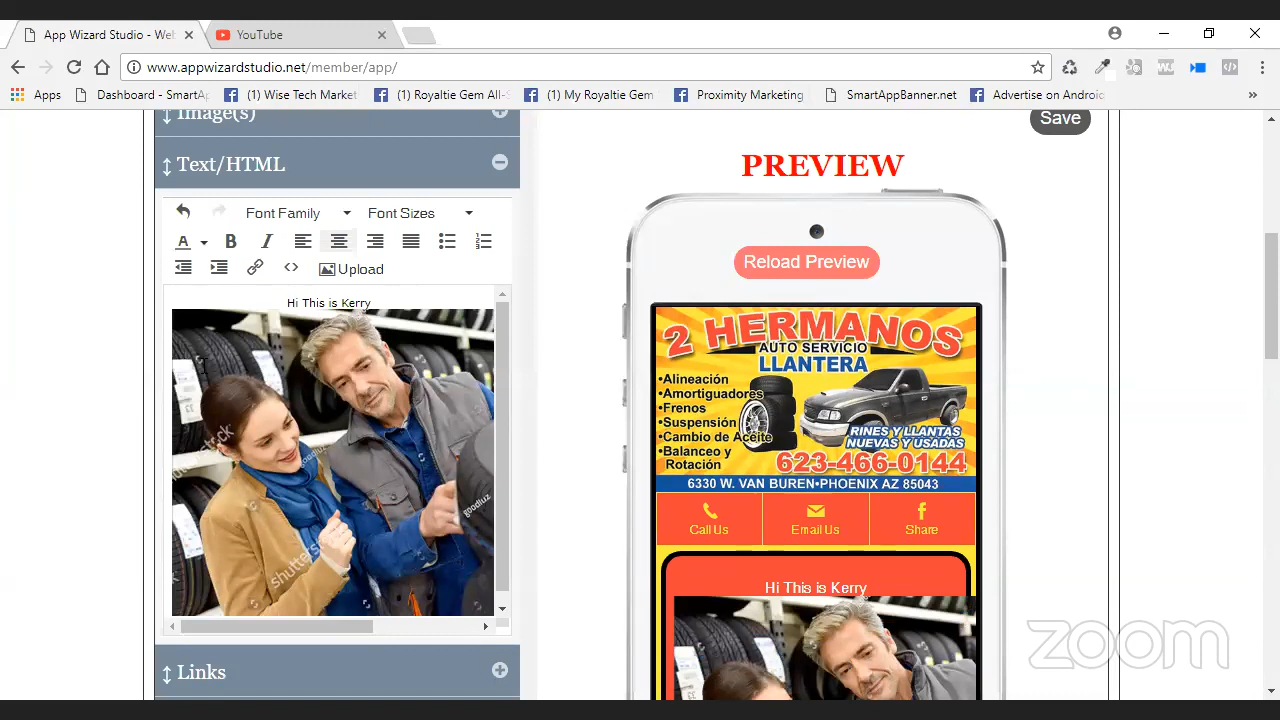 App Wizard Studio - Web
YouTube
www.appwizardstudio.net/member/app/
Apps
Dashboard - SmartAp
(1) Wise Tech Market
(1) Royaltie Gem All-S
(1) My Royaltie Gem
Proximity Marketing
SmartAppBanner.net
Advertise on Android
»
Image(s)
Save
Text/HTML
PREVIEW
Font Family
Font Sizes
A
B
I
Upload
Reload Preview
Hi This is Kerry
shutterstock
goodluz
2 HERMANOS
AUTO SERVICIO
LLANTERA
•Alineación
•Amortiguadores
•Frenos
•Suspensión
•Cambio de Aceite
•Balanceo y
Rotación
RINES Y LLANTAS
NUEVAS Y USADAS
623-466-0144
6330 W. VAN BUREN•PHOENIX AZ 85043
Call Us
Email Us
Share
Hi This is Kerry
Links
zoom